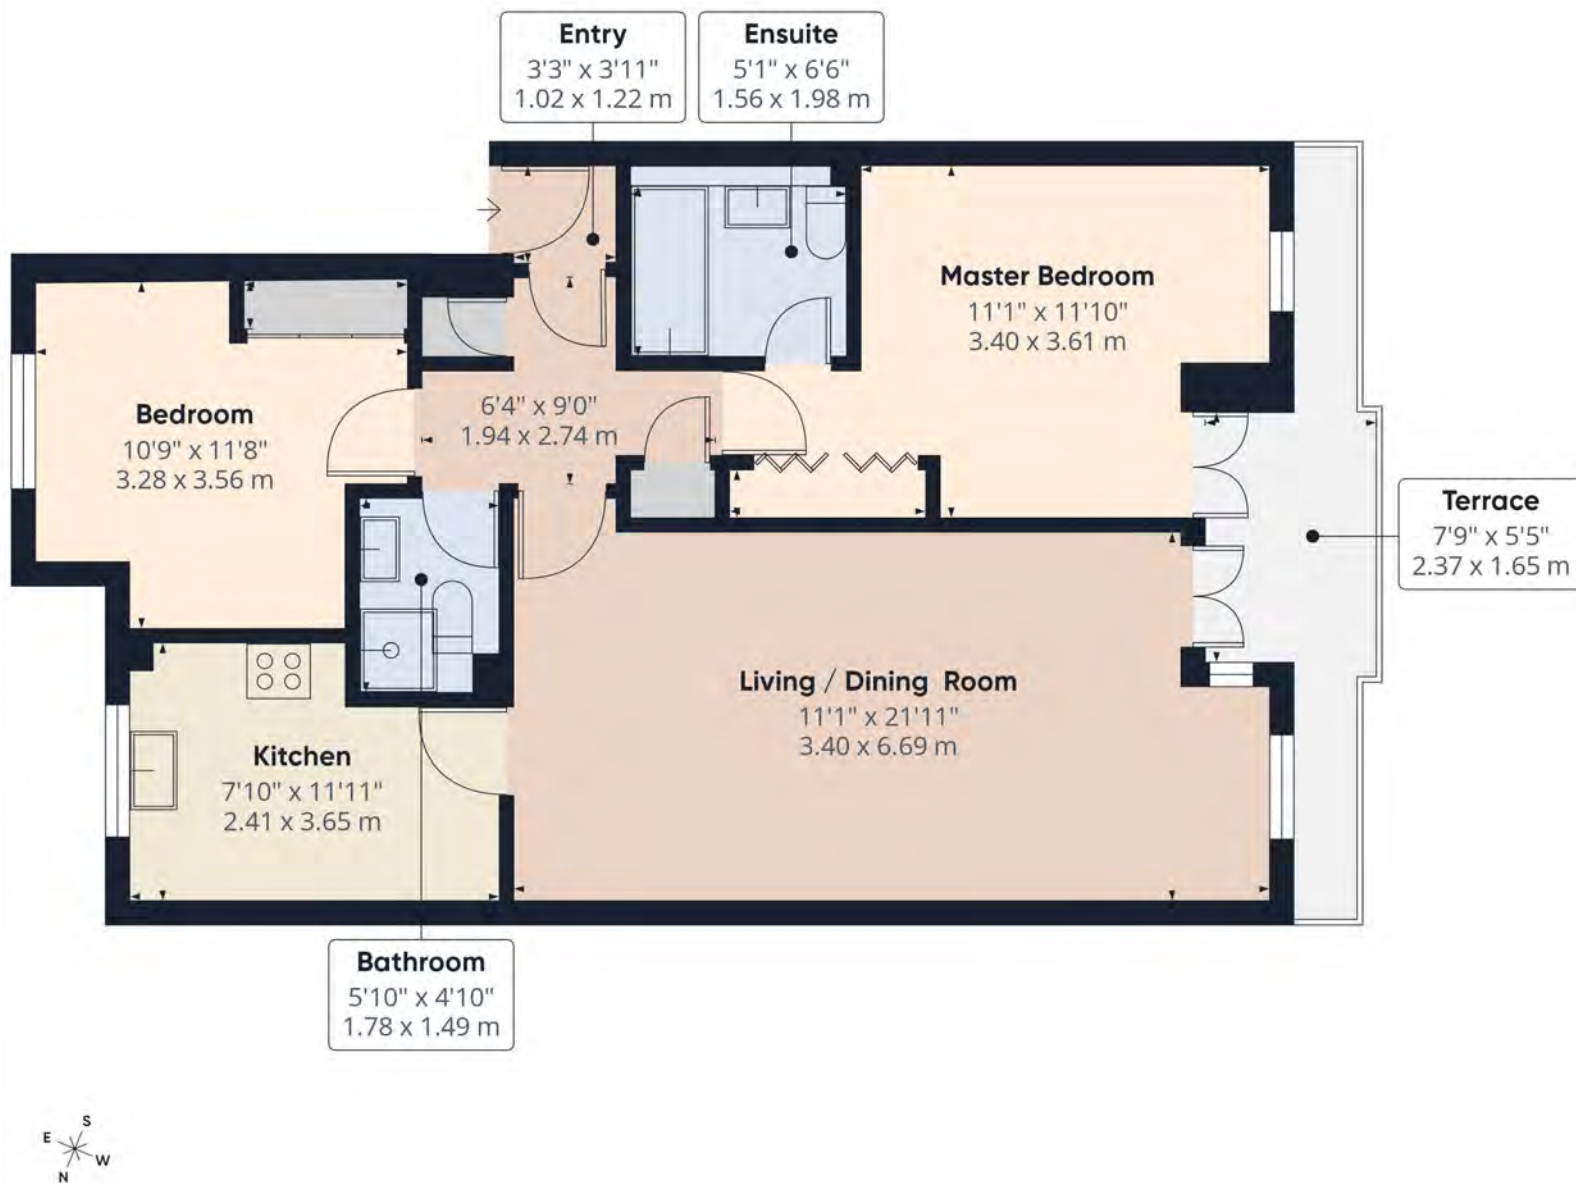 Entry
3'3" x 3'11"
1.02 x 1.22 m
Ensuite
5'1" x 6'6"
1.56 x 1.98 m
Master Bedroom
11'1" x 11'10"
3.40 x 3.61 m
Bedroom
10'9" x 11'8"
3.28 x 3.56 m
6'4" x 9'0"
1.94 x 2.74 m
Terrace
7'9" x 5'5"
2.37 x 1.65 m
Living / Dining Room
11'1" x 21'11"
3.40 x 6.69 m
Kitchen
7'10" x 11'11"
2.41 x 3.65 m
Bathroom
5'10" x 4'10"
1.78 x 1.49 m
S
E
W
N